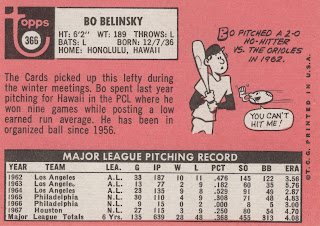 topps
366
BO BELINSKY
HT: 6'2" WT: 189 THROWS: L
BATS: L BORN: 12/7/36
HOME: HONOLULU, HAWAII
The Cards picked up this lefty during
the winter meetings. Bo spent last year
pitching for Hawaii in the PCL where he
won nine games while posting a low
earned run average. He has been in
organized ball since 1956.
BO PITCHED A 2-0
NO-HITTER
VS. THE ORIOLES
IN 1962.
YOU CAN'T
HIT ME!
© T.C.G. PRINTED IN U.S.A.
MAJOR LEAGUE PITCHING RECORD
YEAR TEAM LEA. G IP W L PCT SO BB ERA
1962 Los Angeles A.L. 33 187 10 11 .476 145 122 3.56
1963 Los Angeles A.L. 13 77 2 9 .182 60 35 5.76
1964 Los Angeles A.L. 23 135 9 8 .529 91 49 2.87
1965 Philadelphia N.L. 30 110 4 9 .308 71 48 4.83
1966 Philadelphia N.L. 9 15 0 2 .000 8 5 3.00
1967 Houston N.L. 27 115 3 9 .250 80 54 4.70
Major League Totals 6 Yrs. 135 639 28 48 .368 455 313 4.08